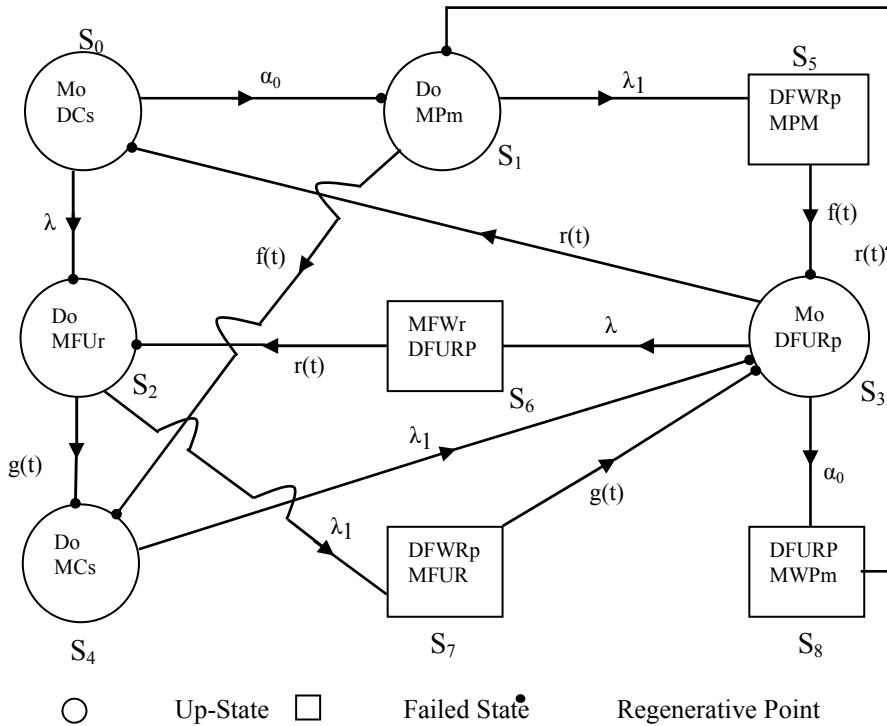 S₀
Mo
DCs
α₀
Do
MPm
S₁
λ1
S₅
DFWRp
MPM
λ
f(t)
r(t)
f(t)
r(t)
Do
MFUr
S₂
MFWr
DFURP
S₆
r(t)
λ
Mo
DFURp
S₃
g(t)
λ₁
λ1
g(t)
α₀
Do
MCs
S₄
DFWRp
MFUR
S₇
DFURP
MWPm
S₈
Up-State
Failed State
Regenerative Point